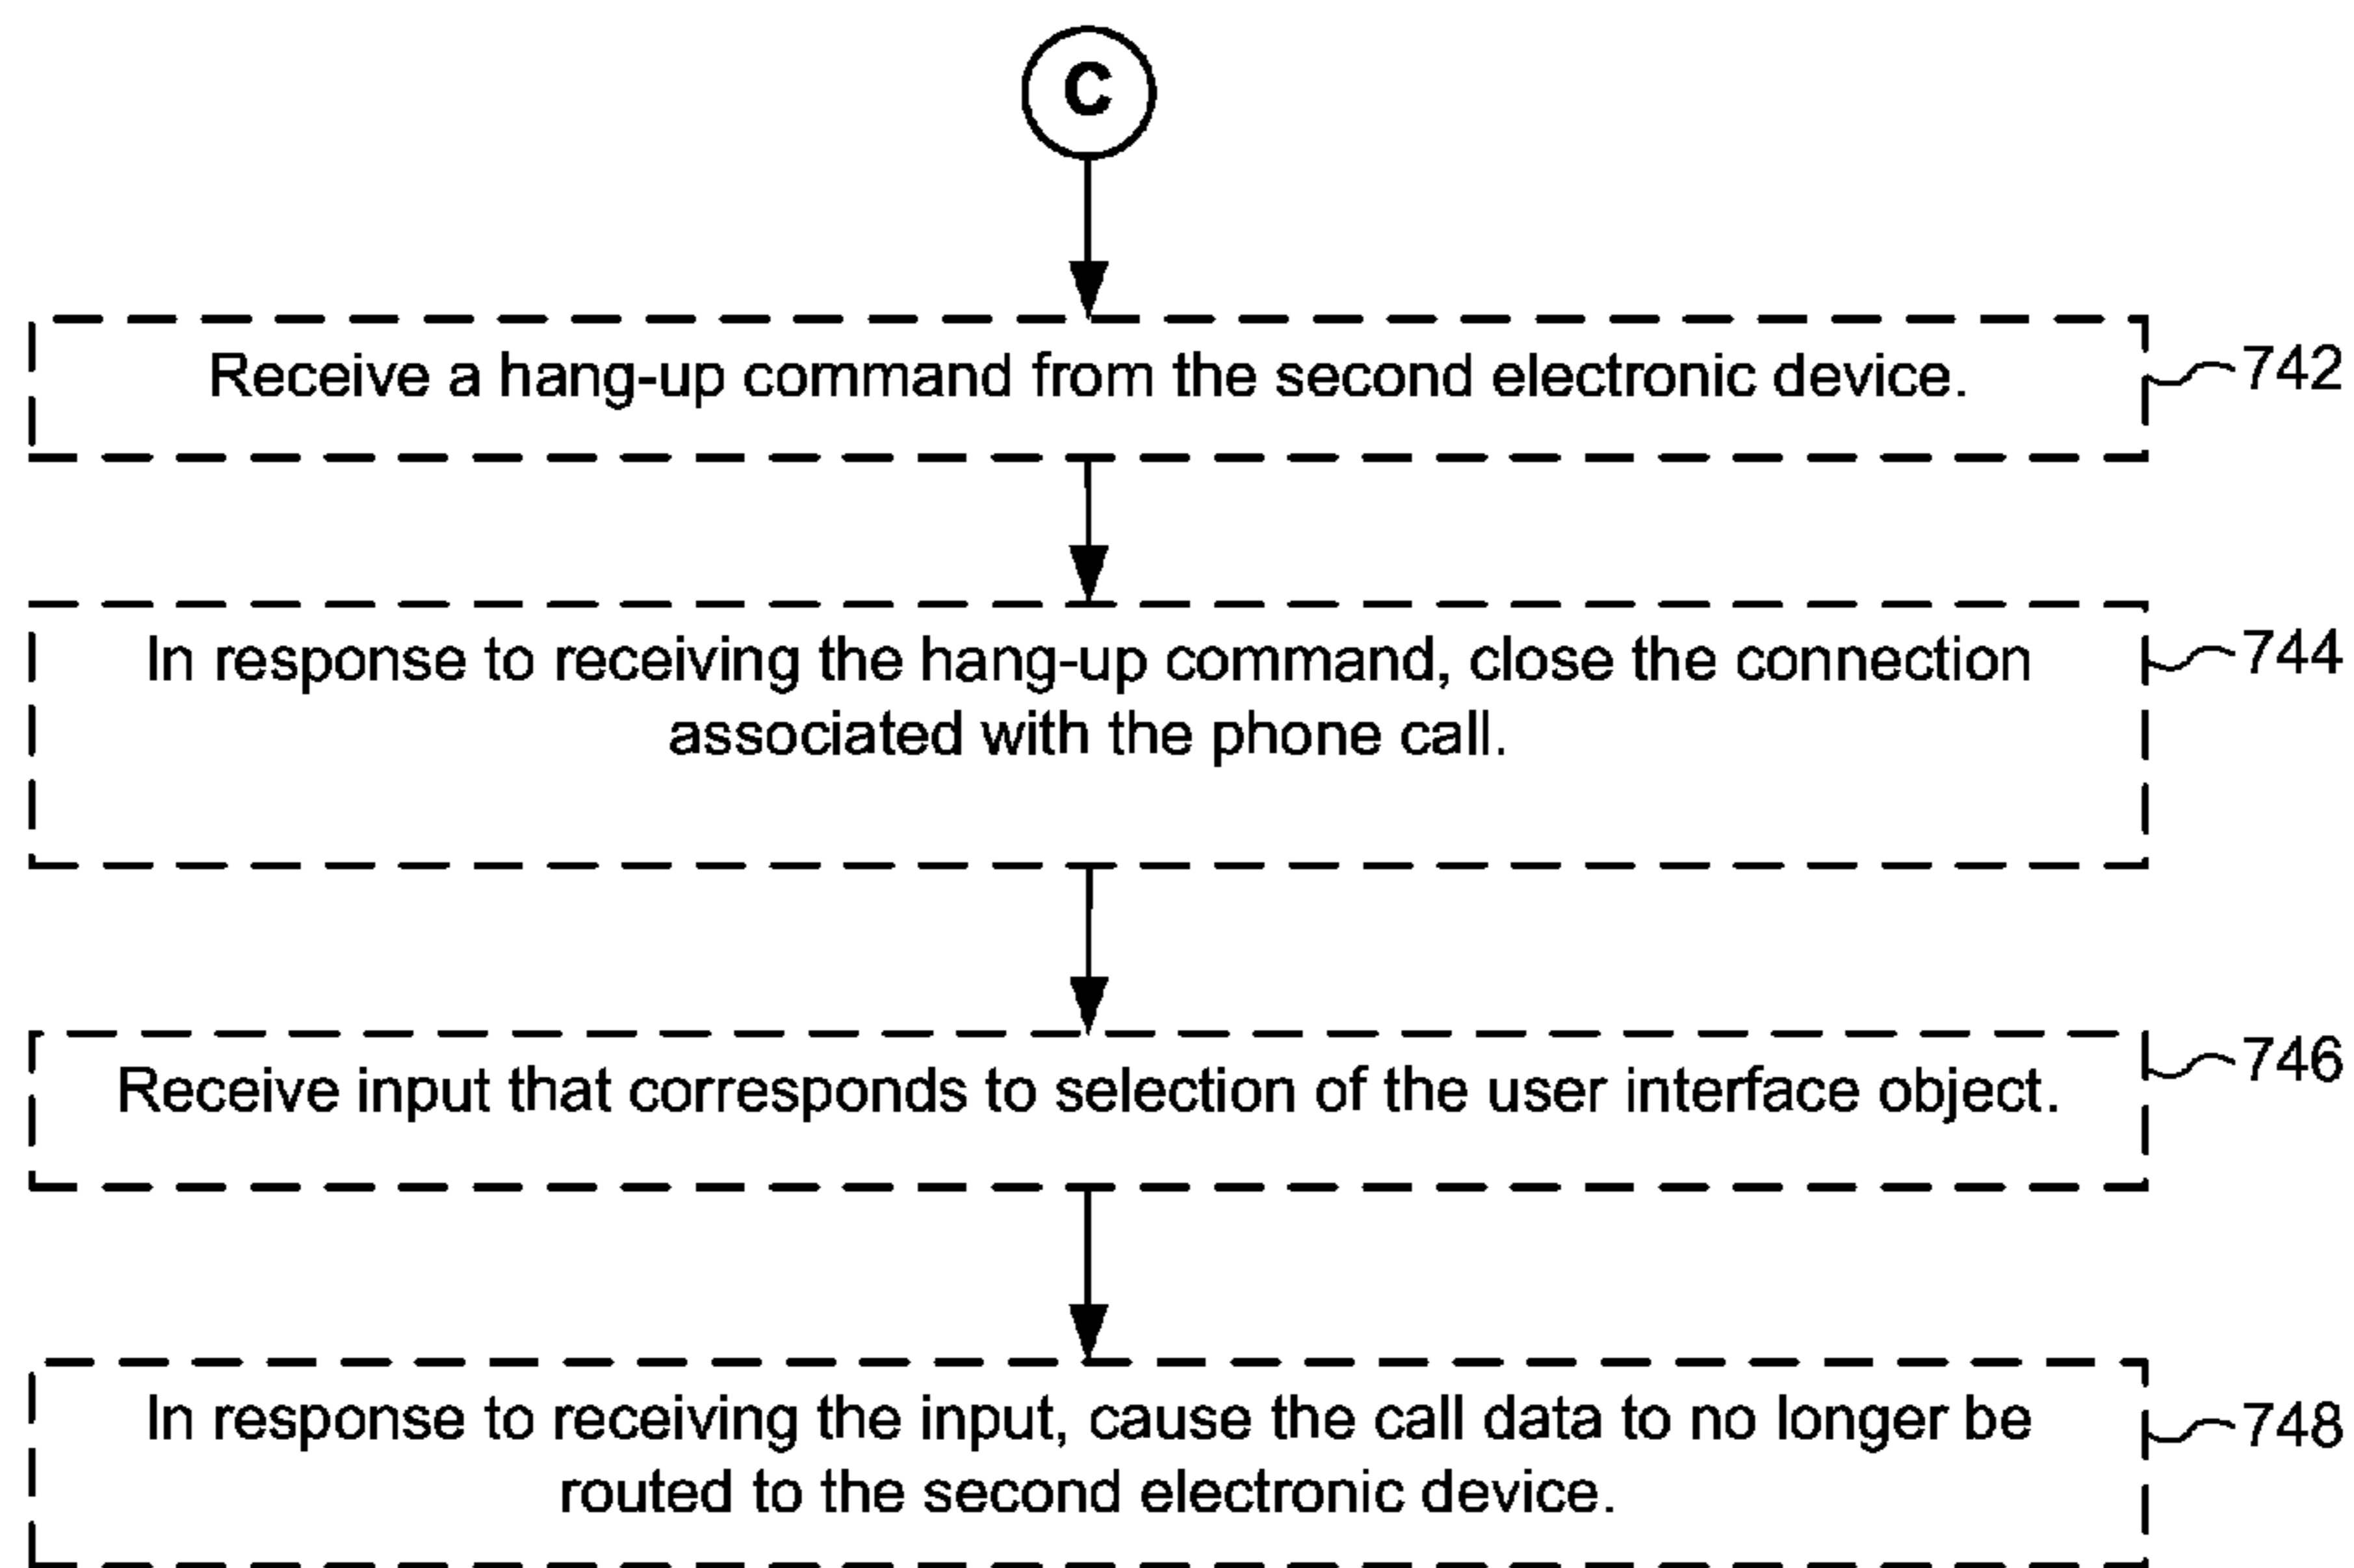 C
Receive a hang-up command from the second electronic device.
742
In response to receiving the hang-up command, close the connection
744
associated with the phone call.
Receive input that corresponds to selection of the user interface object.
746
In response to receiving the input, cause the call data to no longer be
748
routed to the second electronic device.